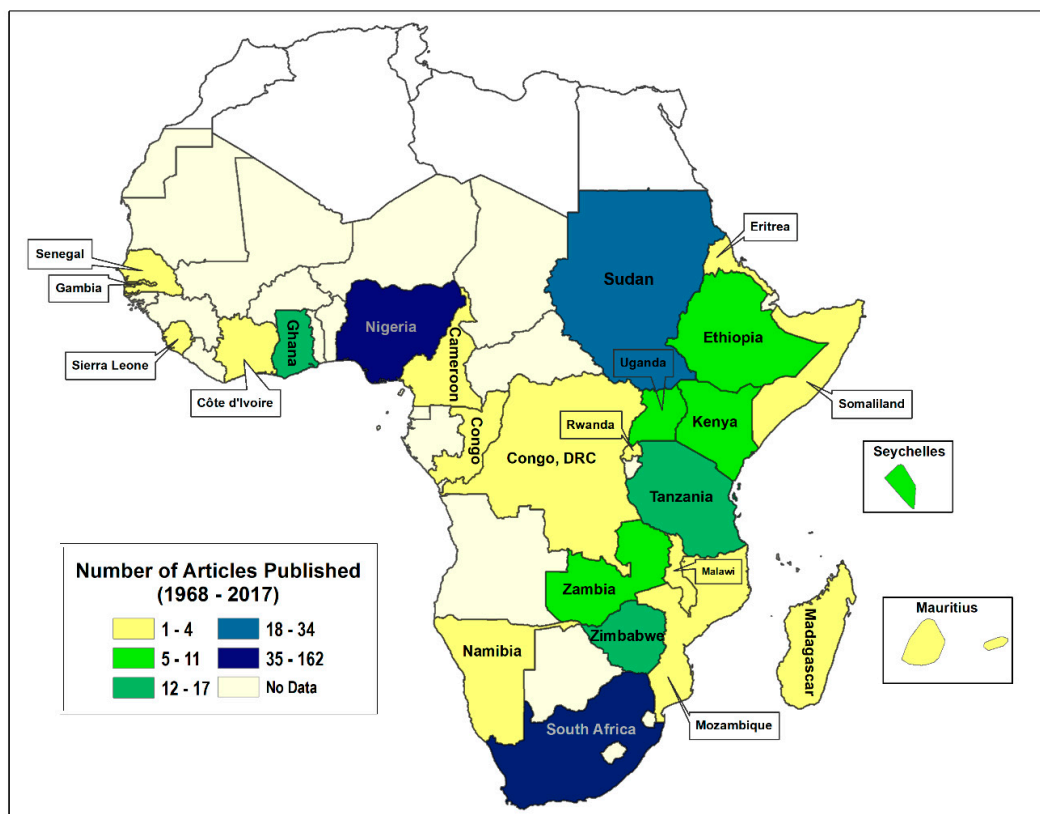 Senegal
Gambia
Sierra Leone
Côte d'Ivoire
Ghana
Nigeria
Cameroon
Congo
Congo, DRC
Sudan
Eritrea
Ethiopia
Uganda
Kenya
Somaliland
Rwanda
Tanzania
Seychelles
Malawi
Zambia
Zimbabwe
Namibia
Mozambique
South Africa
Madagascar
Mauritius
Number of Articles Published
(1968 - 2017)
1 - 4
18 - 34
5 - 11
35 - 162
12 - 17
No Data